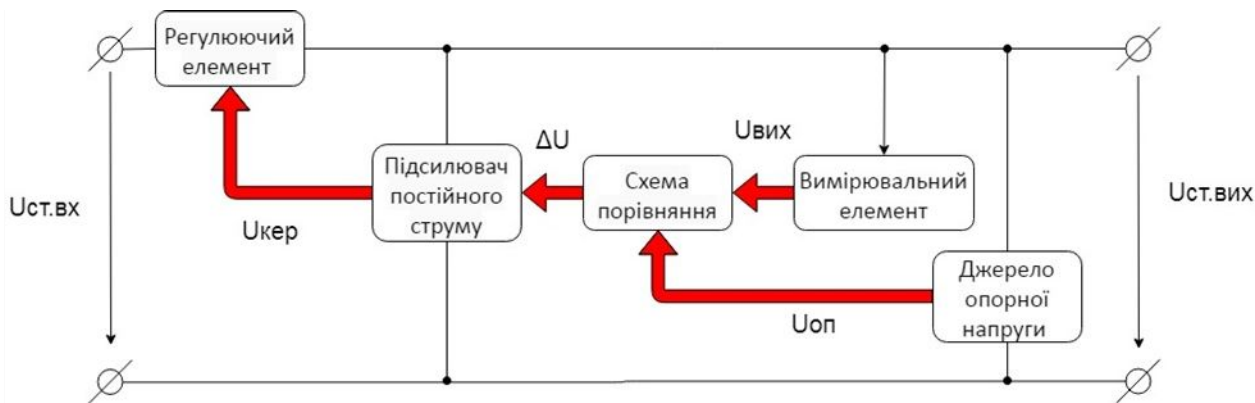 Регулюючий
елемент
ΔU
Uвих
Підсилювач
постійного
струму
Схема
порівняння
Вимірювальний
елемент
Uст.вх
Uст.вих
Uкер
Джерело
опорної
напруги
Uоп